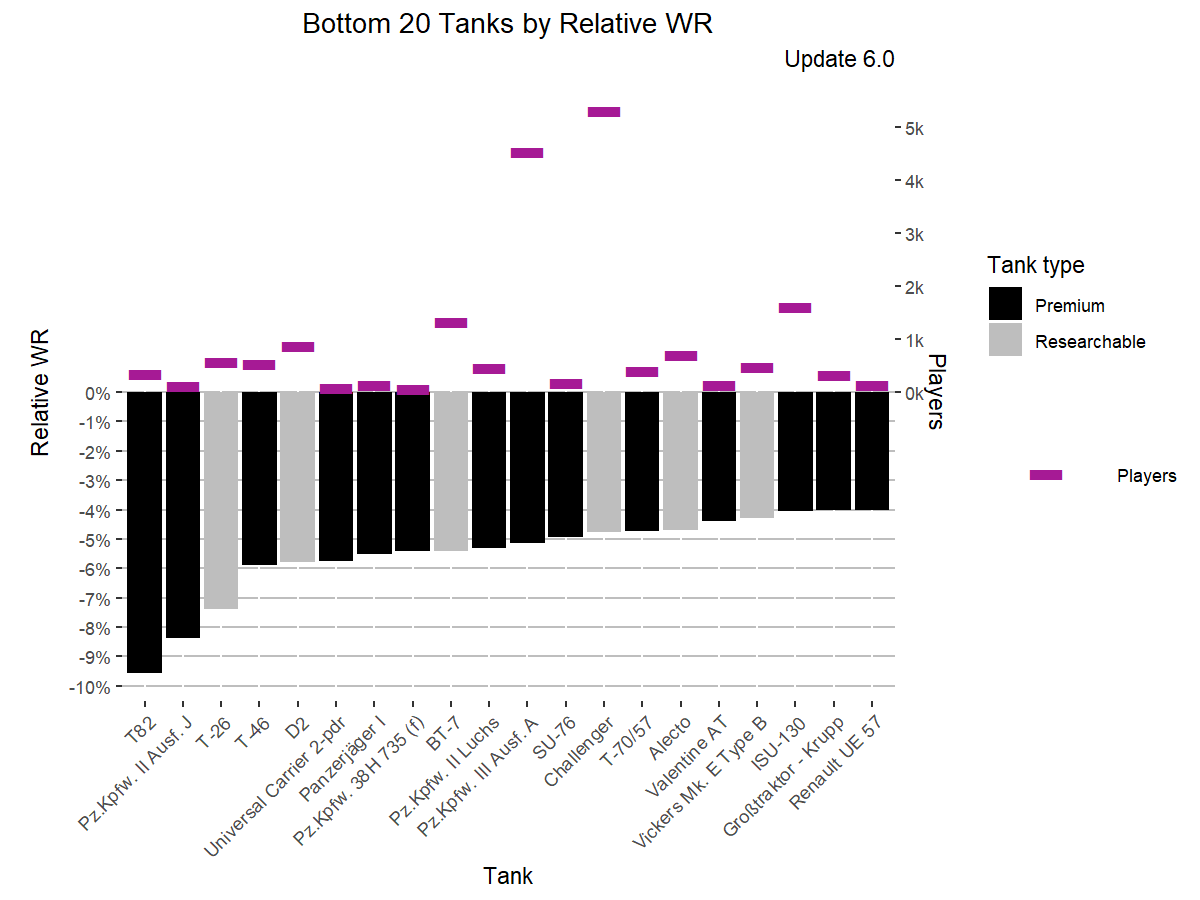 Bottom 20 Tanks by Relative WR
Update 6.0
Relative WR
0%
-1%
-2%
-3%
-4%
-5%
-6%
-7%
-8%
-9%
-10%
5k
4k
3k
2k
1k
0k
Players
T82
Pz.Kpfw. II Ausf. J
T-26
T-46
D2
Universal Carrier 2-pdr
Panzerjäger I
Pz.Kpfw. 38 H 735 (f)
BT-7
Pz.Kpfw. II Luchs
Pz.Kpfw. III Ausf. A
SU-76
Challenger
T-70/57
Alecto
Valentine AT
Vickers Mk. E Type B
ISU-130
Großtraktor - Krupp
Renault UE 57
Tank
Tank type
Premium
Researchable
Players